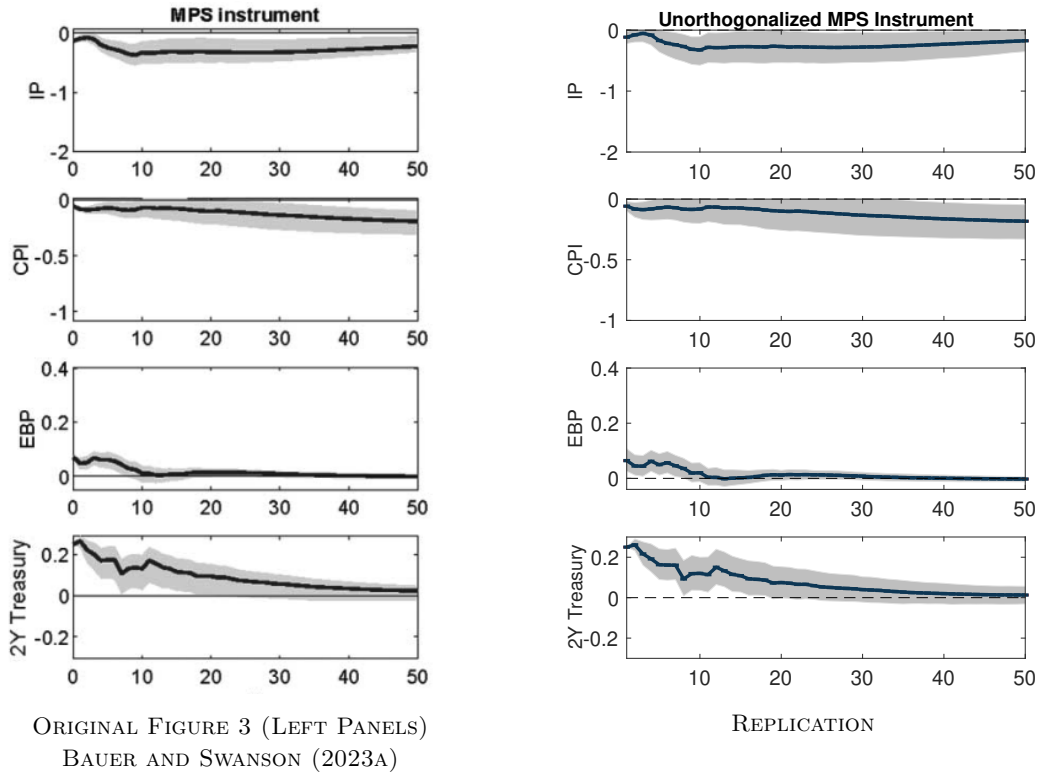 MPS instrument
0
-1
-2
IP
0 10 20 30 40 50
0
-0.5
-1
CPI
0 10 20 30 40 50
0.4
0.2
0
EBP
0 10 20 30 40 50
0.2
0
-0.2
2Y Treasury
0 10 20 30 40 50
ORIGINAL FIGURE 3 (LEFT PANELS)
BAUER AND SWANSON (2023A)
Unorthogonalized MPS Instrument
0
-1
-2
IP
10 20 30 40 50
0
-0.5
-1
CPI
10 20 30 40 50
0.4
0.2
0
EBP
10 20 30 40 50
0.2
0
-0.2
2Y Treasury
10 20 30 40 50
REPLICATION